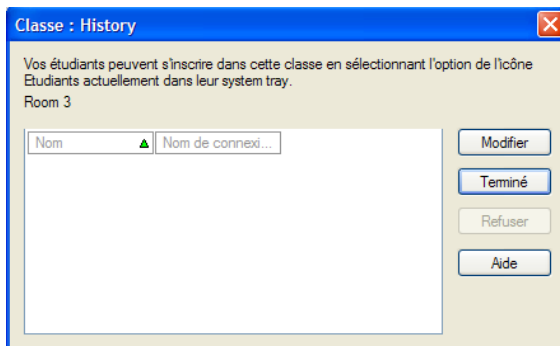 Classe : History
Vos étudiants peuvent s'inscrire dans cette classe en sélectionnant l'option de l'icône
Etudiants actuellement dans leur system tray.
Room 3
Nom Nom de connexi...
Modifier
Terminé
Refuser
Aide